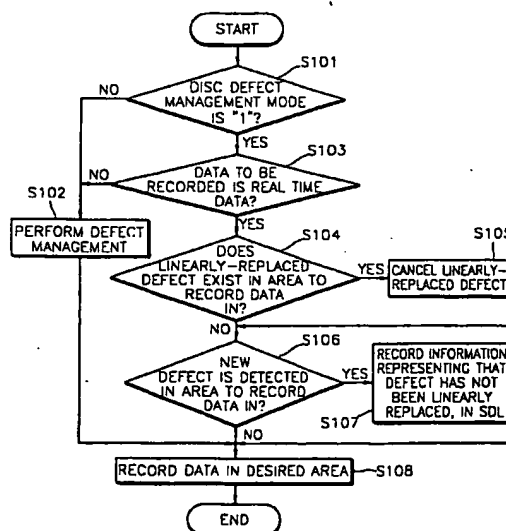 START
S101
NO
DISC DEFECT
MANAGEMENT MODE
IS "1"?
YES
S103
NO
DATA TO BE
RECORDED IS REAL TIME
DATA?
S102
PERFORM DEFECT
MANAGEMENT
YES
S104
DOES
LINEARLY-REPLACED
DEFECT EXIST IN AREA TO
RECORD DATA
IN?
YES
S105
CANCEL LINEARLY-
REPLACED DEFECT
NO
S106
NEW
DEFECT IS DETECTED
IN AREA TO RECORD
DATA IN?
YES
RECORD INFORMATION
REPRESENTING THAT
DEFECT HAS NOT
BEEN LINEARLY
REPLACED, IN SDL
S107
NO
RECORD DATA IN DESIRED AREA
S108
END